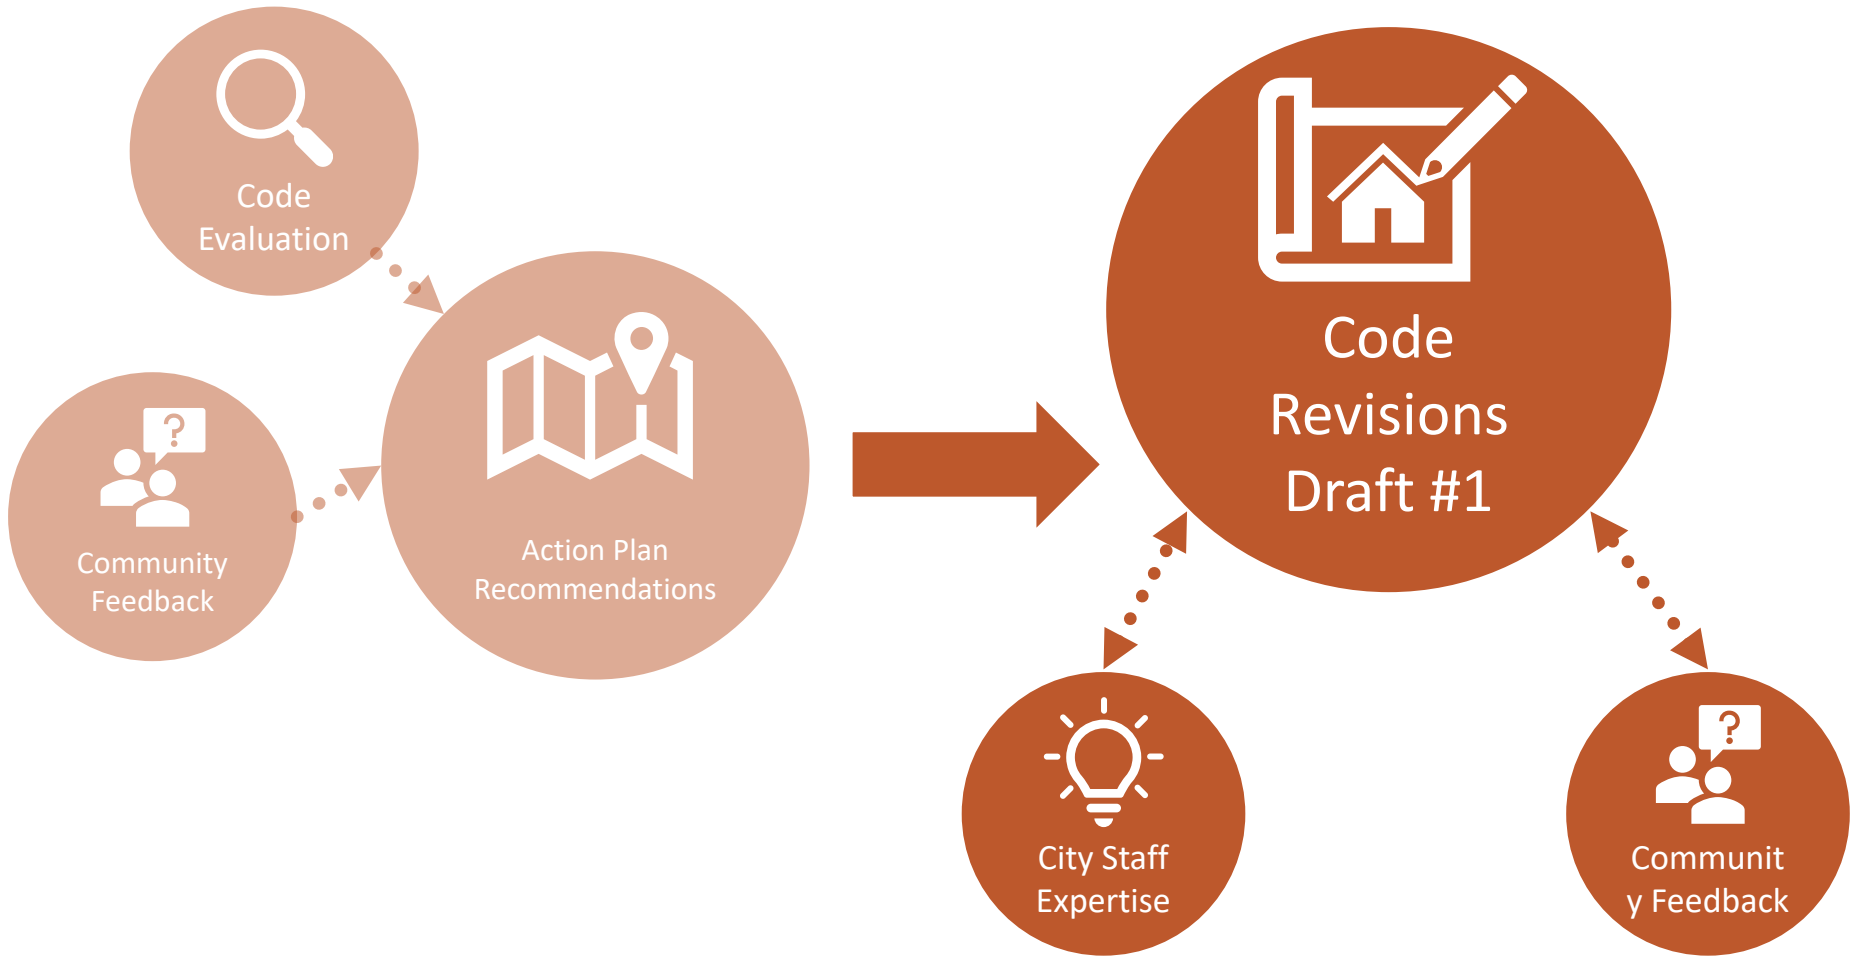 Code
Evaluation
?
Community
Feedback
Action Plan
Recommendations
Code
Revisions
Draft #1
City Staff
Expertise
?
Communit
y Feedback